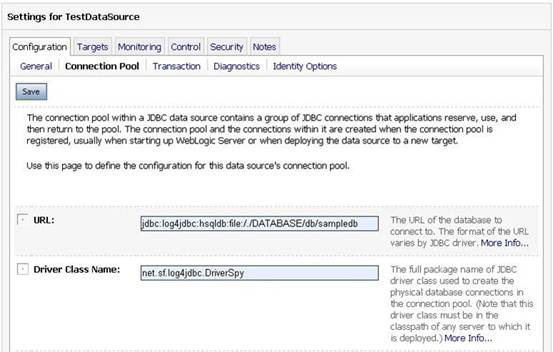 Settings for TestDataSource
Configuration Targets Monitoring Control Security Notes
General Connection Pool Transaction Diagnostics Identity Options
Save
The connection pool within a JDBC data source contains a group of JDBC connections that applications reserve, use, and
then return to the pool. The connection pool and the connections within it are created when the connection pool is
registered, usually when starting up WebLogic Server or when deploying the data source to a new target.
Use this page to define the configuration for this data source's connection pool.
URL:
jdbc:log4jdbc:hsqldb:file:/./DATABASE/db/sampledb
The URL of the database
to connect to. The format of the URL
varies by JDBC driver. More Info...
Driver Class Name:
net.sf.log4jdbc.DriverSpy
The full package name of JDBC
driver class used to create the
physical database connections
in the connection pool. (Note that this
driver class must be in the
classpath of any server to which it
is deployed.) More Info...